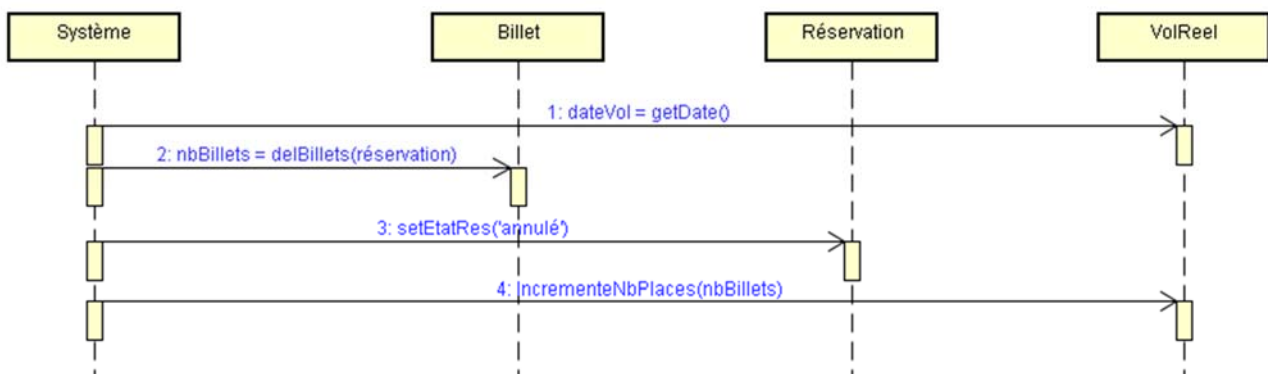 Système
Billet
Réservation
VolReel
1: dateVol = getDate()
2: nbBillets = delBillets(réservation)
3: setEtatRes('annulé')
4: IncrementeNbPlaces(nbBillets)